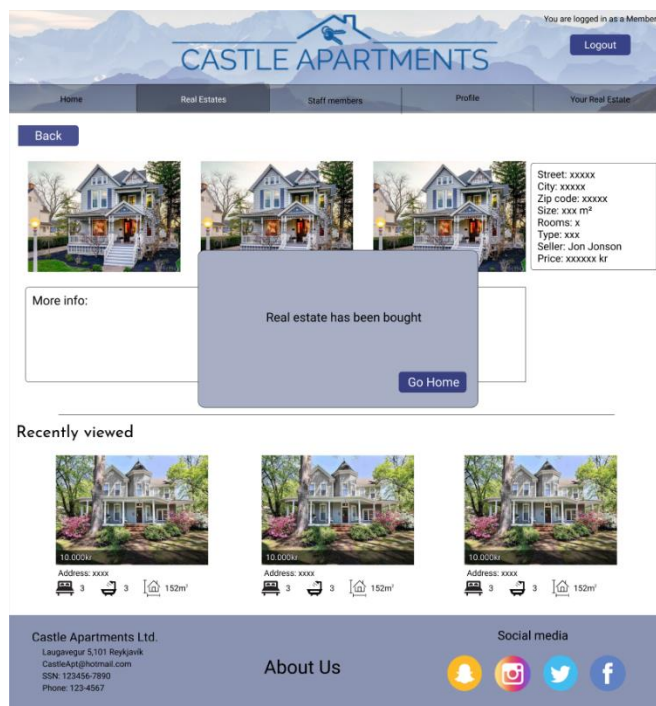 You are logged in as a Member
Logout
CASTLE APARTMENTS
Home
Real Estates
Staff members
Profile
Your Real Estate
Back
Street: xxxxx
City: xxxxx
Zip code: xxxxx
Size: xxx m²
Rooms: x
Type: xxx
Seller: Jon Jonson
Price: xxxxxx kr
More info:
Real estate has been bought
Go Home
Recently viewed
10.000kr
10.000kr
10.000kr
Address: xxxx
Address: xxxx
Address: xxxx
3 3 152m²
3 3 152m²
3 3 152m²
Castle Apartments Ltd.
Laugavegur 5,101 Reykjavik
CastleApt@hotmail.com
SSN: 123456-7890
Phone: 123-4567
About Us
Social media